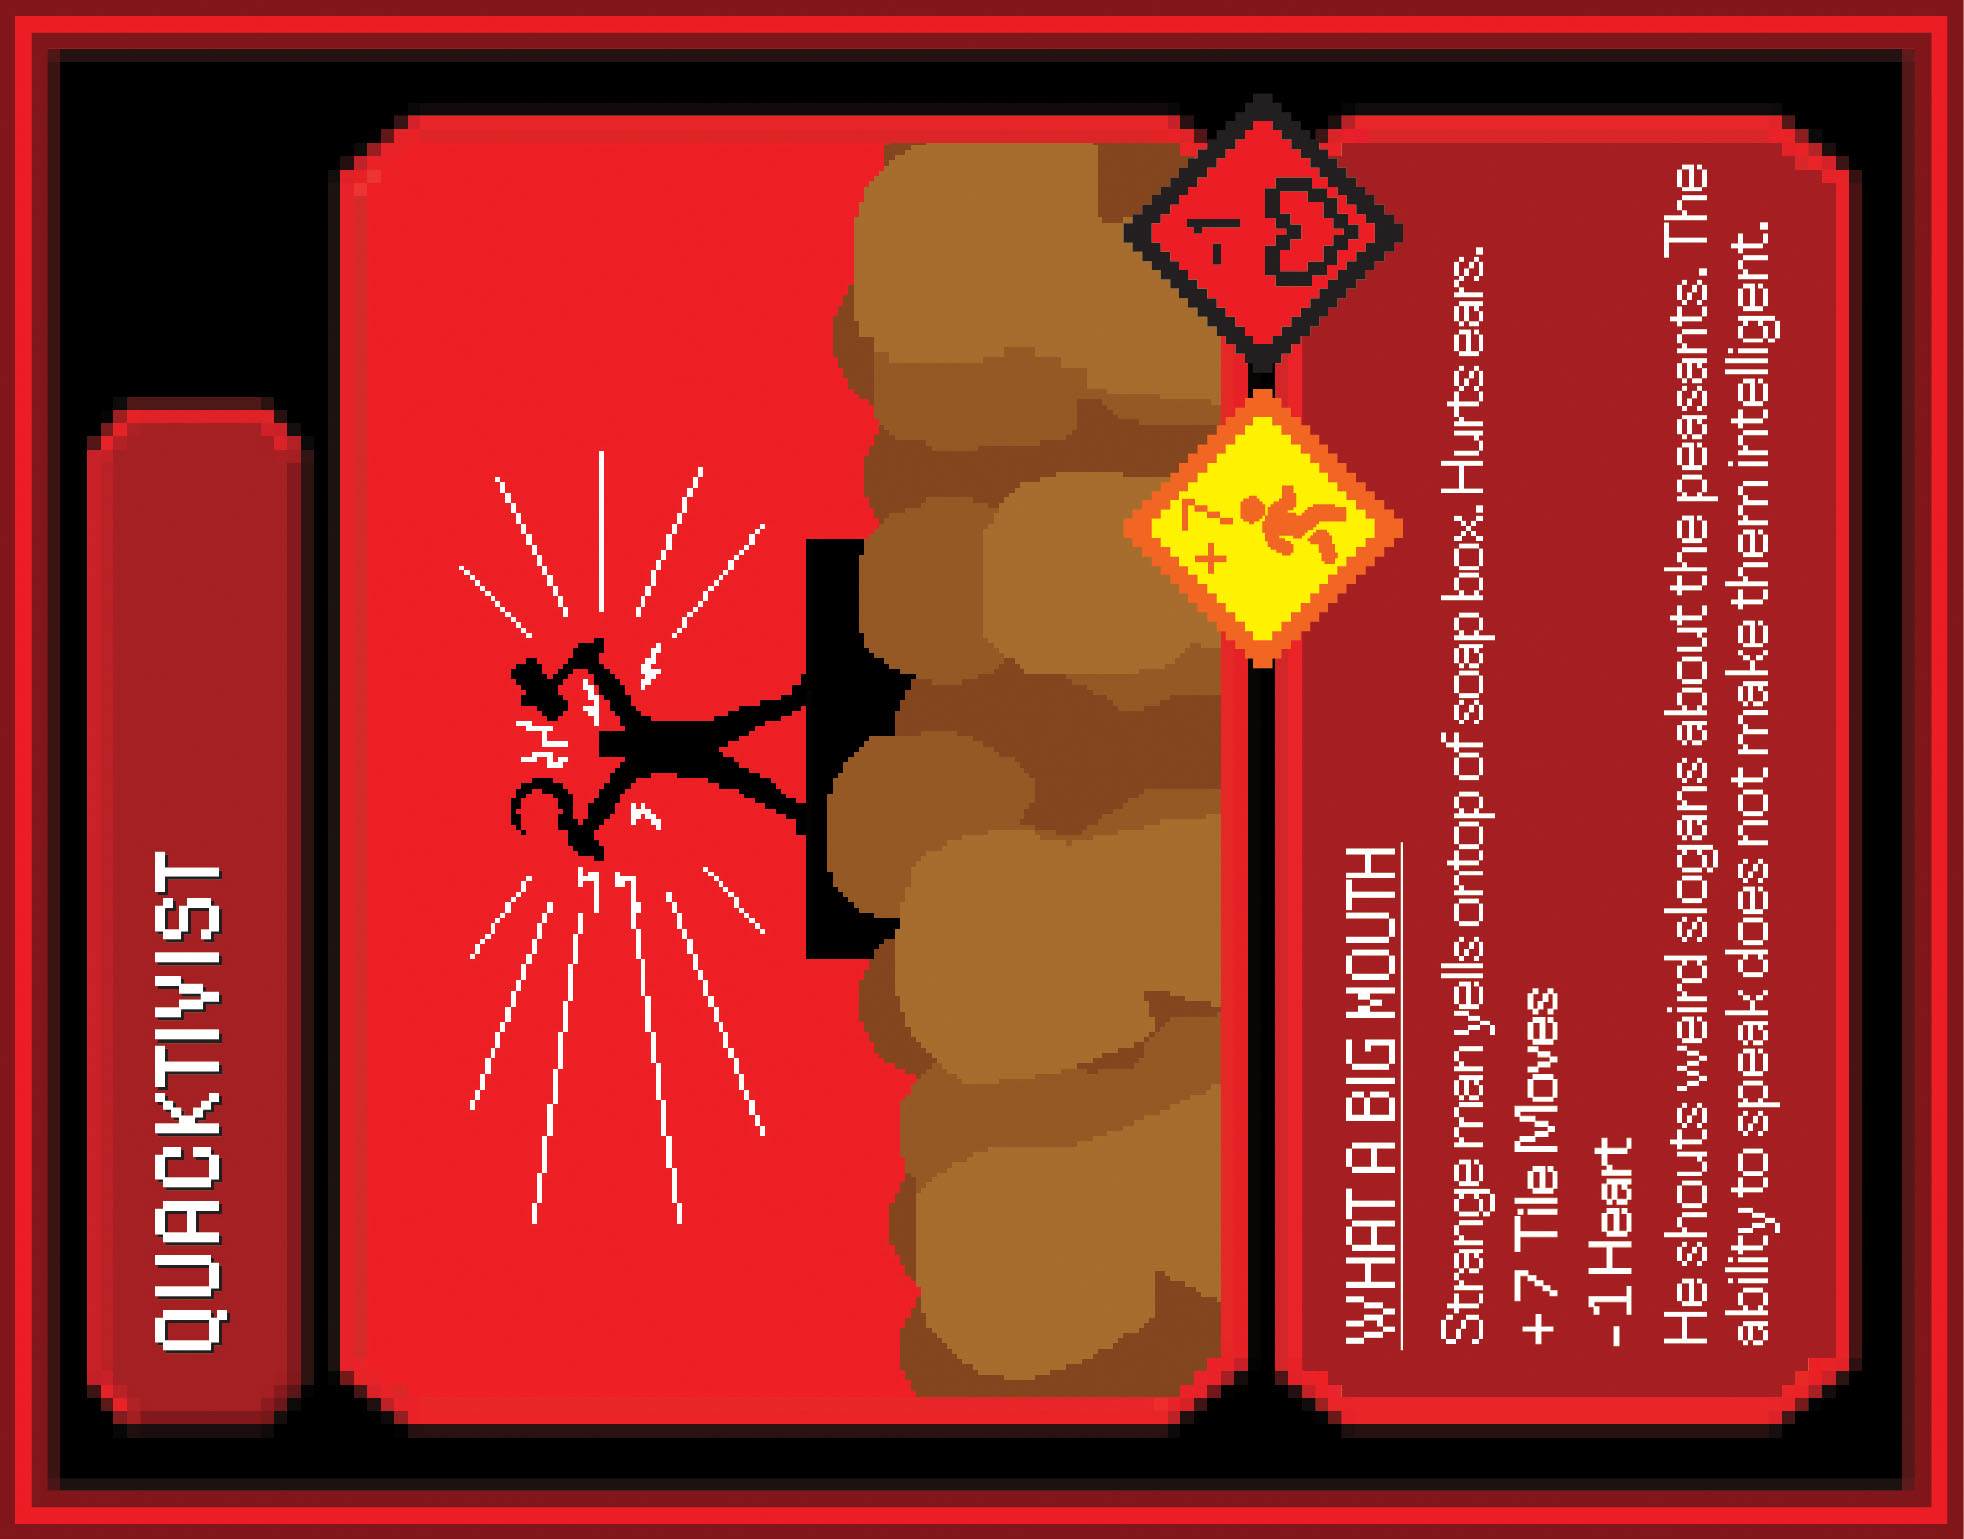 QUACKTIVIST
+7
-1
WHAT A BIG MOUTH
Strange man yells ontop of soap box. Hurts ears.
+7 Tile Moves
-1 Heart
He shouts weird slogans about the peasants. The
ability to speak does not make them intelligent.